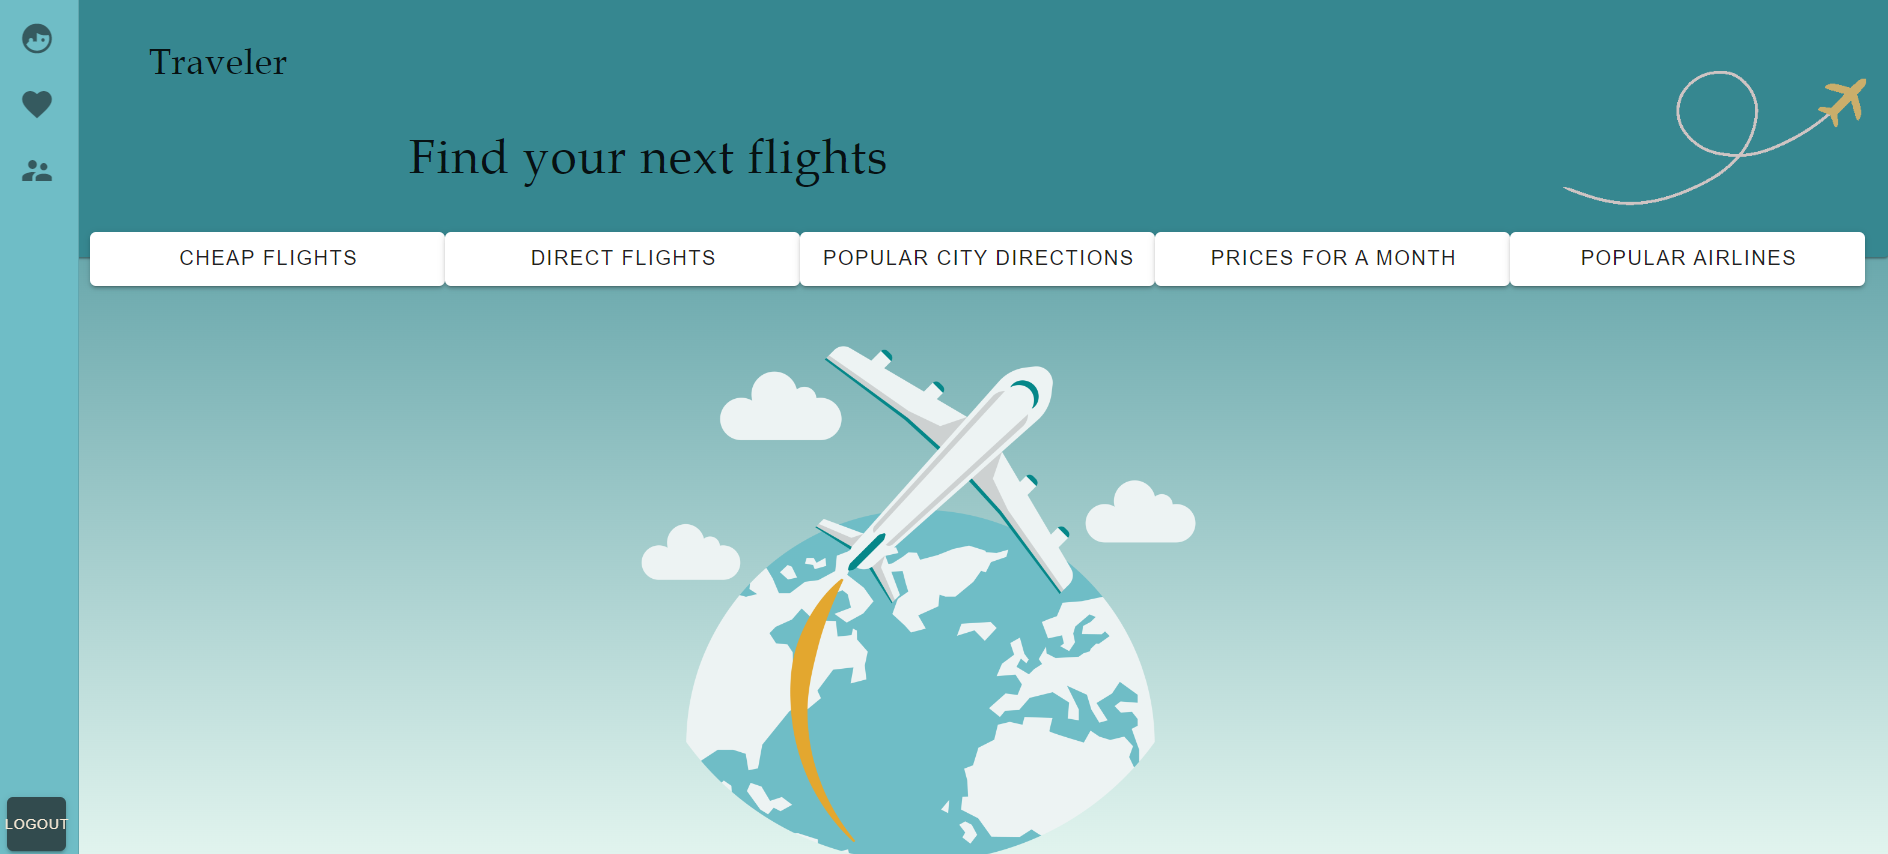 Traveler
Find your next flights
CHEAP FLIGHTS
DIRECT FLIGHTS
POPULAR CITY DIRECTIONS
PRICES FOR A MONTH
POPULAR AIRLINES
LOGOUT